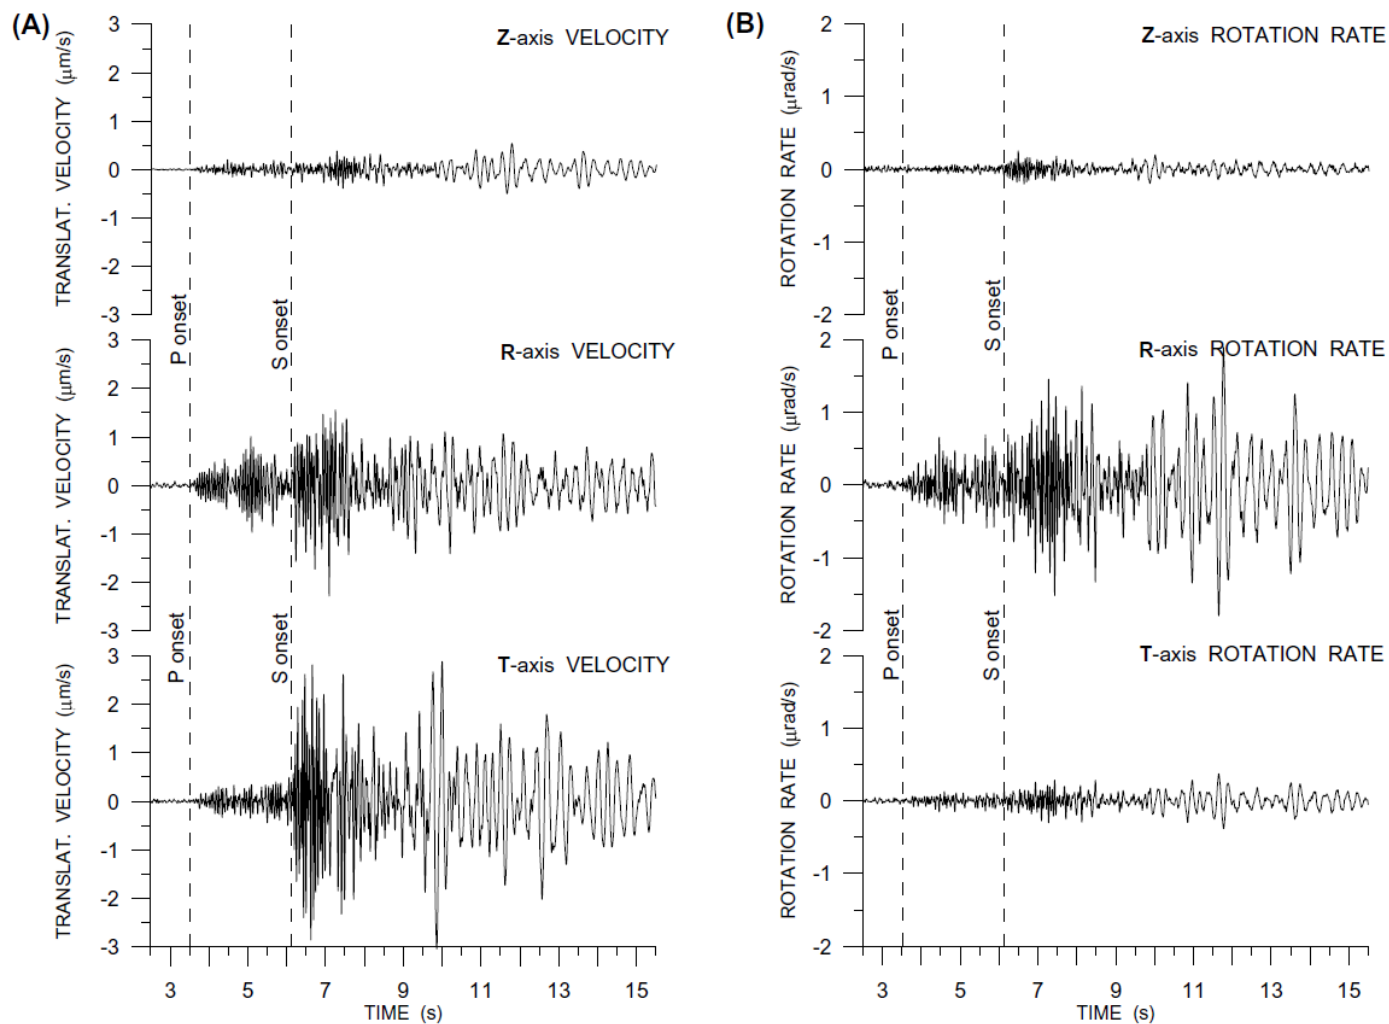 (A)
TRANSLAT. VELOCITY (μm/s)
3
2
1
0
-1
-2
-3
Z-axis VELOCITY
P onset
S onset
TRANSLAT. VELOCITY (μm/s)
3
2
1
0
-1
-2
-3
R-axis VELOCITY
P onset
S onset
TRANSLAT. VELOCITY (μm/s)
3
2
1
0
-1
-2
-3
T-axis VELOCITY
3 5 7 9 11 13 15
TIME (s)
(B)
ROTATION RATE (μrad/s)
2
1
0
-1
-2
Z-axis ROTATION RATE
P onset
S onset
ROTATION RATE (μrad/s)
2
1
0
-1
-2
R-axis ROTATION RATE
P onset
S onset
ROTATION RATE (μrad/s)
2
1
0
-1
-2
T-axis ROTATION RATE
3 5 7 9 11 13 15
TIME (s)